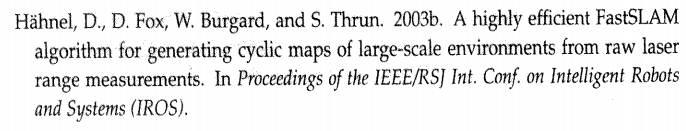 Hähnel, D., D. Fox, W. Burgard, and S. Thrun. 2003b. A highly efficient FastSLAM
algorithm for generating cyclic maps of large-scale environments from raw laser
range measurements. In Proceedings of the IEEE/RSJ Int. Conf. on Intelligent Robots
and Systems (IROS).